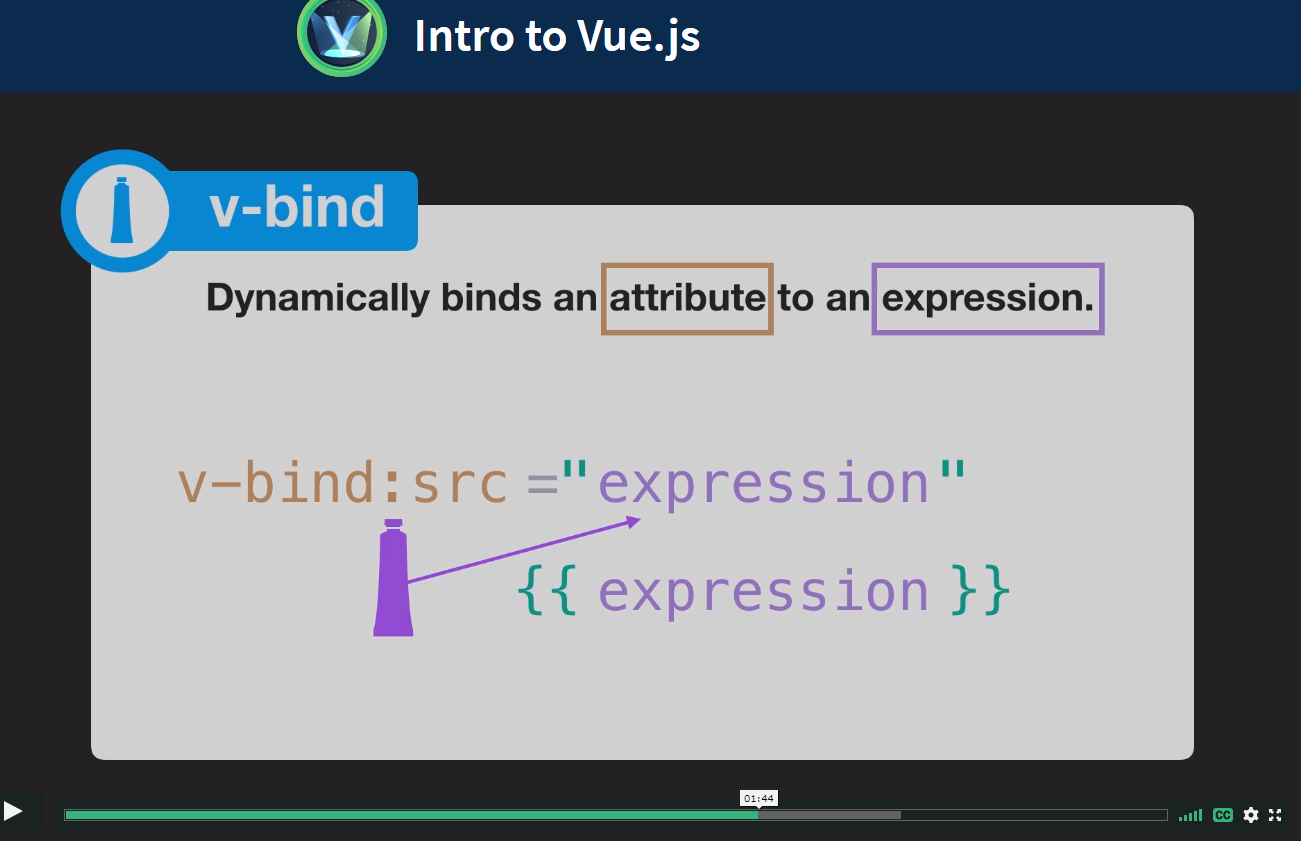 Intro to Vue.js
v-bind
Dynamically binds an attribute to an expression.
v-bind:src ="expression"
{{ expression }}
01:44
CC